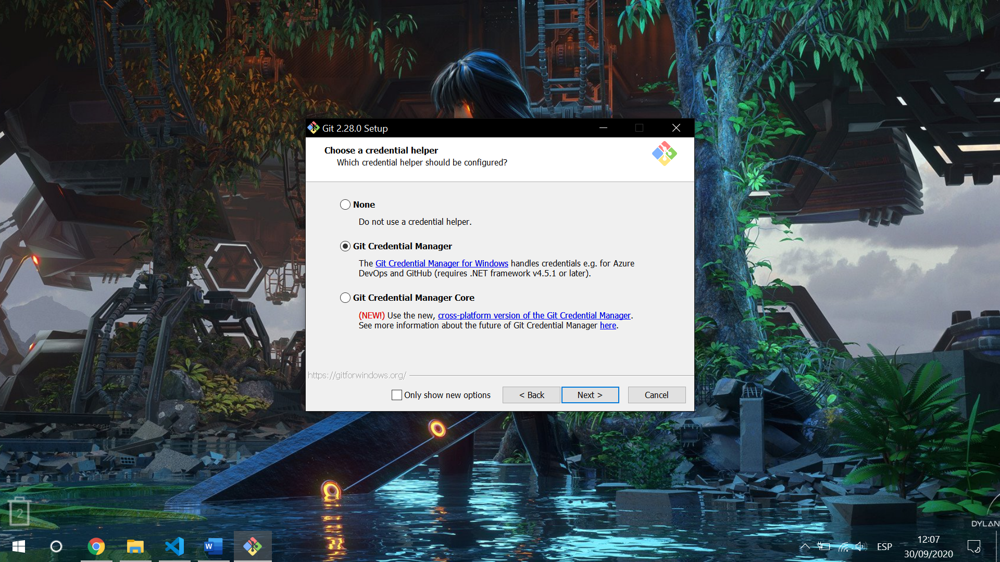 Git 2.28.0 Setup
Choose a credential helper
Which credential helper should be configured?
None
Do not use a credential helper.
Git Credential Manager
The Git Credential Manager for Windows handles credentials e.g. for Azure
DevOps and GitHub (requires .NET framework v4.5.1 or later).
Git Credential Manager Core
(NEW!) Use the new, cross-platform version of the Git Credential Manager.
See more information about the future of Git Credential Manager here.
https://gitforwindows.org/
Only show new options
< Back
Next >
Cancel
2
DYLAN
W
ESP
12:07
30/09/2020